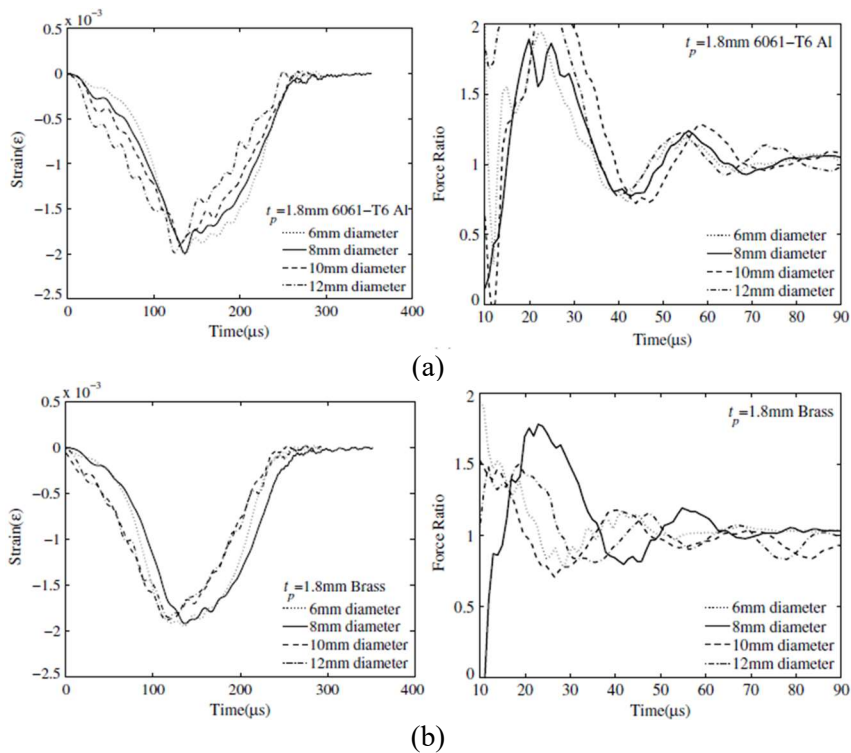 0.5 x 10⁻³
0
−0.5
−1
−1.5
−2
−2.5
Strain(ε)
0 100 200 300 400
Time(μs)
tp=1.8mm 6061−T6 Al
6mm diameter
8mm diameter
10mm diameter
12mm diameter
2
1.5
1
0.5
0
Force Ratio
10 20 30 40 50 60 70 80 90
Time(μs)
tp=1.8mm 6061−T6 Al
6mm diameter
8mm diameter
10mm diameter
12mm diameter
(a)
0.5 x 10⁻³
0
−0.5
−1
−1.5
−2
−2.5
Strain(ε)
0 100 200 300 400
Time(μs)
tp=1.8mm Brass
6mm diameter
8mm diameter
10mm diameter
12mm diameter
2
1.5
1
0.5
0
Force Ratio
10 20 30 40 50 60 70 80 90
Time(μs)
tp=1.8mm Brass
6mm diameter
8mm diameter
10mm diameter
12mm diameter
(b)